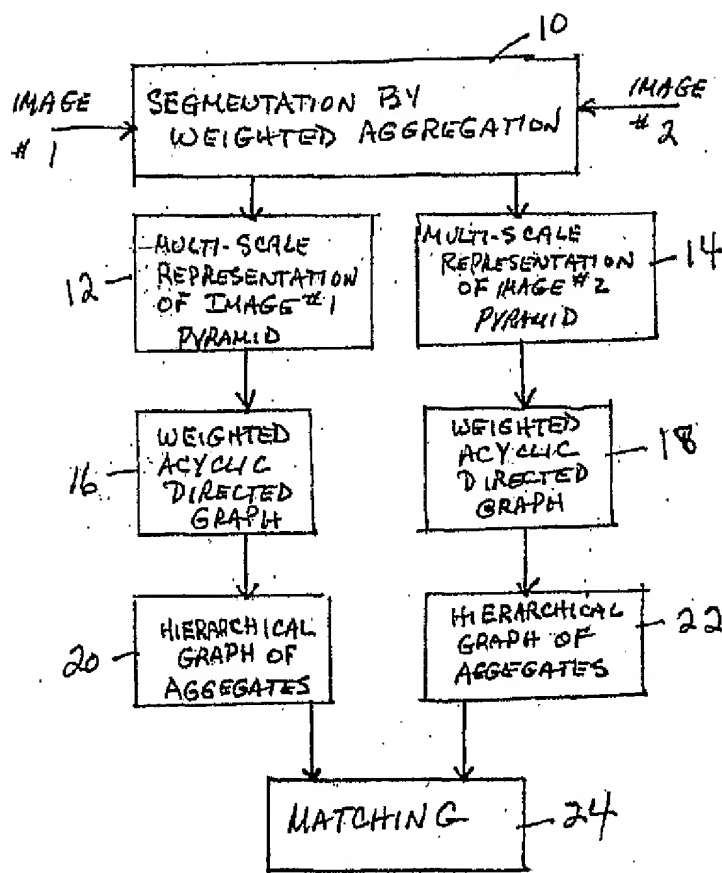 10
IMAGE
# 1
SEGMENTATION BY
WEIGHTED AGGREGATION
IMAGE
# 2
12
MULTI-SCALE
REPRESENTATION
OF IMAGE #1
PYRAMID
MULTI-SCALE
REPRESENTATION
OF IMAGE #2
PYRAMID
14
16
WEIGHTED
ACYCLIC
DIRECTED
GRAPH
WEIGHTED
ACYCLIC
DIRECTED
GRAPH
18
20
HIERARCHICAL
GRAPH OF
AGGEGATES
HIERARCHICAL
GRAPH OF
AGGEGATES
22
MATCHING
24